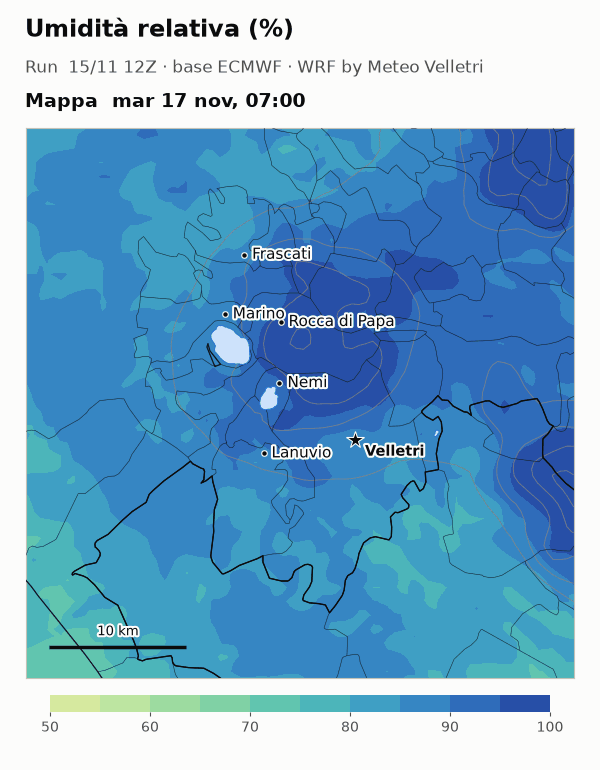 Umidità relativa (%)
Run  15/11 12Z · base ECMWF · WRF by Meteo Velletri
Mappa  mar 17 nov, 07:00
Frascati
Marino
Rocca di Papa
Nemi
Velletri
Lanuvio
10 km
50 60 70 80 90 100